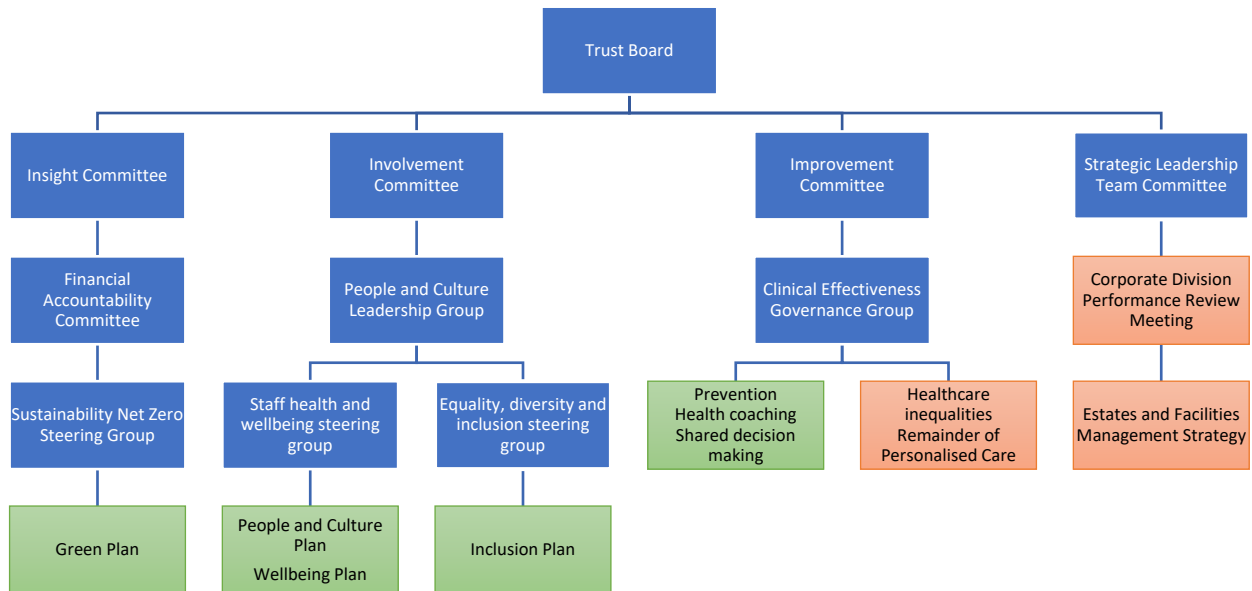 Trust Board
Insight Committee
Involvement
Committee
Improvement
Committee
Strategic Leadership
Team Committee
Financial
Accountability
Committee
People and Culture
Leadership Group
Clinical Effectiveness
Governance Group
Corporate Division
Performance Review
Meeting
Sustainability Net Zero
Steering Group
Staff health and
wellbeing steering
group
Equality, diversity and
inclusion steering
group
Prevention
Health coaching
Shared decision
making
Healthcare
inequalities
Remainder of
Personalised Care
Estates and Facilities
Management Strategy
Green Plan
People and Culture
Plan
Wellbeing Plan
Inclusion Plan